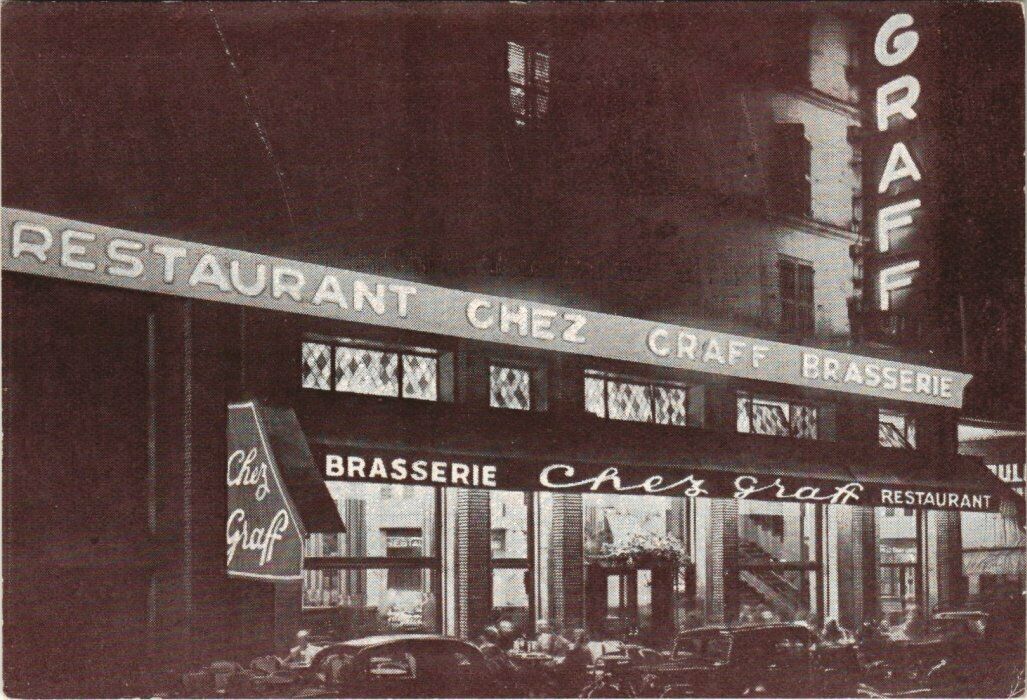 GRAFF
RESTAURANT CHEZ GRAFF BRASSERIE
Chez
Graff
BRASSERIE Chez Graff RESTAURANT